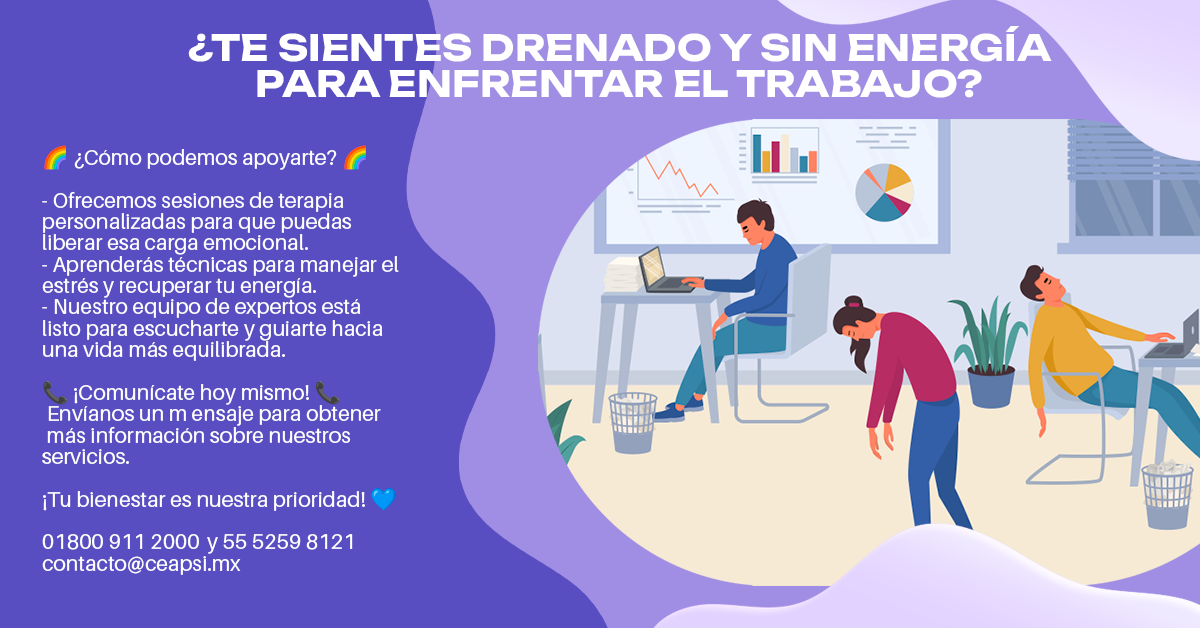 ¿TE SIENTES DRENADO Y SIN ENERGÍA
PARA ENFRENTAR EL TRABAJO?
🌈 ¿Cómo podemos apoyarte? 🌈
- Ofrecemos sesiones de terapia
personalizadas para que puedas
liberar esa carga emocional.
- Aprenderás técnicas para manejar el
estrés y recuperar tu energía.
- Nuestro equipo de expertos está
listo para escucharte y guiarte hacia
una vida más equilibrada.
📞 ¡Comunícate hoy mismo! 📞
Envíanos un m ensaje para obtener
más información sobre nuestros
servicios.
¡Tu bienestar es nuestra prioridad! 💙
01800 911 2000 y 55 5259 8121
contacto@ceapsi.mx